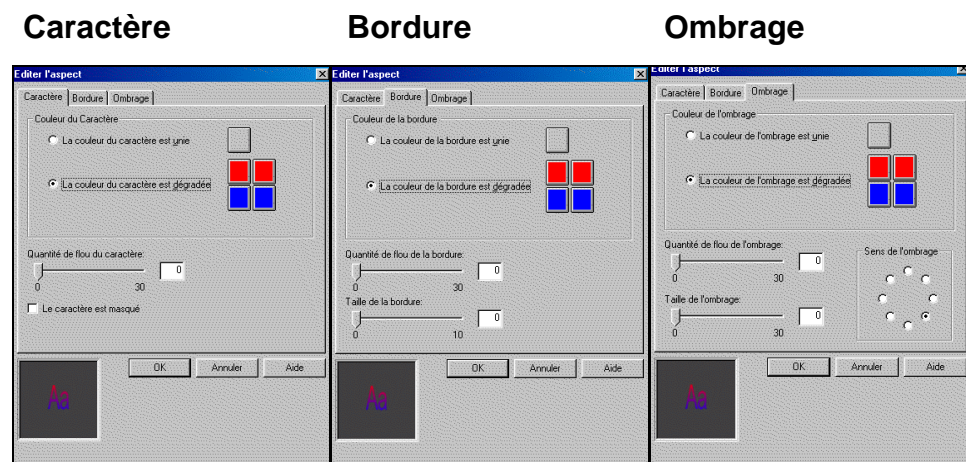 Caractère
Bordure
Ombrage
Editer l'aspect
Caractère Bordure Ombrage
Couleur du Caractère
La couleur du caractère est unie
La couleur du caractère est dégradée
Quantité de flou du caractère:
0
0 30
Le caractère est masqué
OK Annuler Aide
Aa
Editer l'aspect
Caractère Bordure Ombrage
Couleur de la bordure
La couleur de la bordure est unie
La couleur de la bordure est dégradée
Quantité de flou de la bordure:
0
0 30
Taille de la bordure:
0
0 10
OK Annuler Aide
Aa
Editer l'aspect
Caractère Bordure Ombrage
Couleur de l'ombrage
La couleur de l'ombrage est unie
La couleur de l'ombrage est dégradée
Quantité de flou de l'ombrage:
0
0 30
Sens de l'ombrage
Taille de l'ombrage:
0
0 30
OK Annuler Aide
Aa